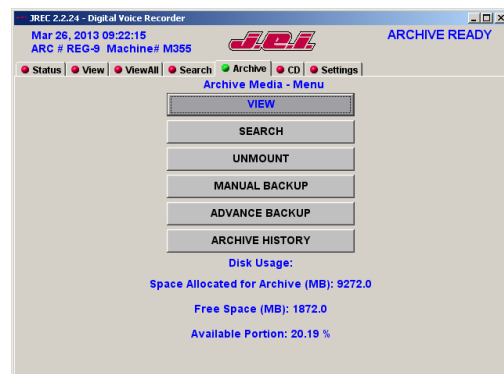 JREC 2.2.24 - Digital Voice Recorder
Mar 26, 2013 09:22:15
ARC # REG-9 Machine# M355
J.e.i.
ARCHIVE READY
Status View ViewAll Search Archive CD Settings
Archive Media - Menu
VIEW
SEARCH
UNMOUNT
MANUAL BACKUP
ADVANCE BACKUP
ARCHIVE HISTORY
Disk Usage:
Space Allocated for Archive (MB): 9272.0
Free Space (MB): 1872.0
Available Portion: 20.19 %